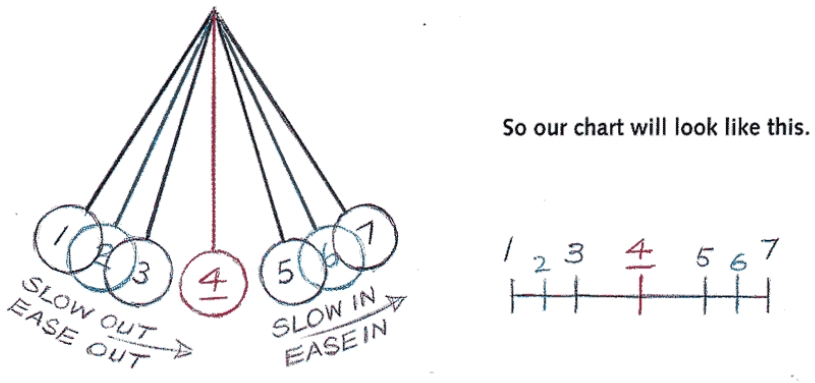 So our chart will look like this.
1 2 3 4 5 6 7
SLOW OUT
EASE OUT
SLOW IN
EASE IN
1 2 3 4 5 6 7